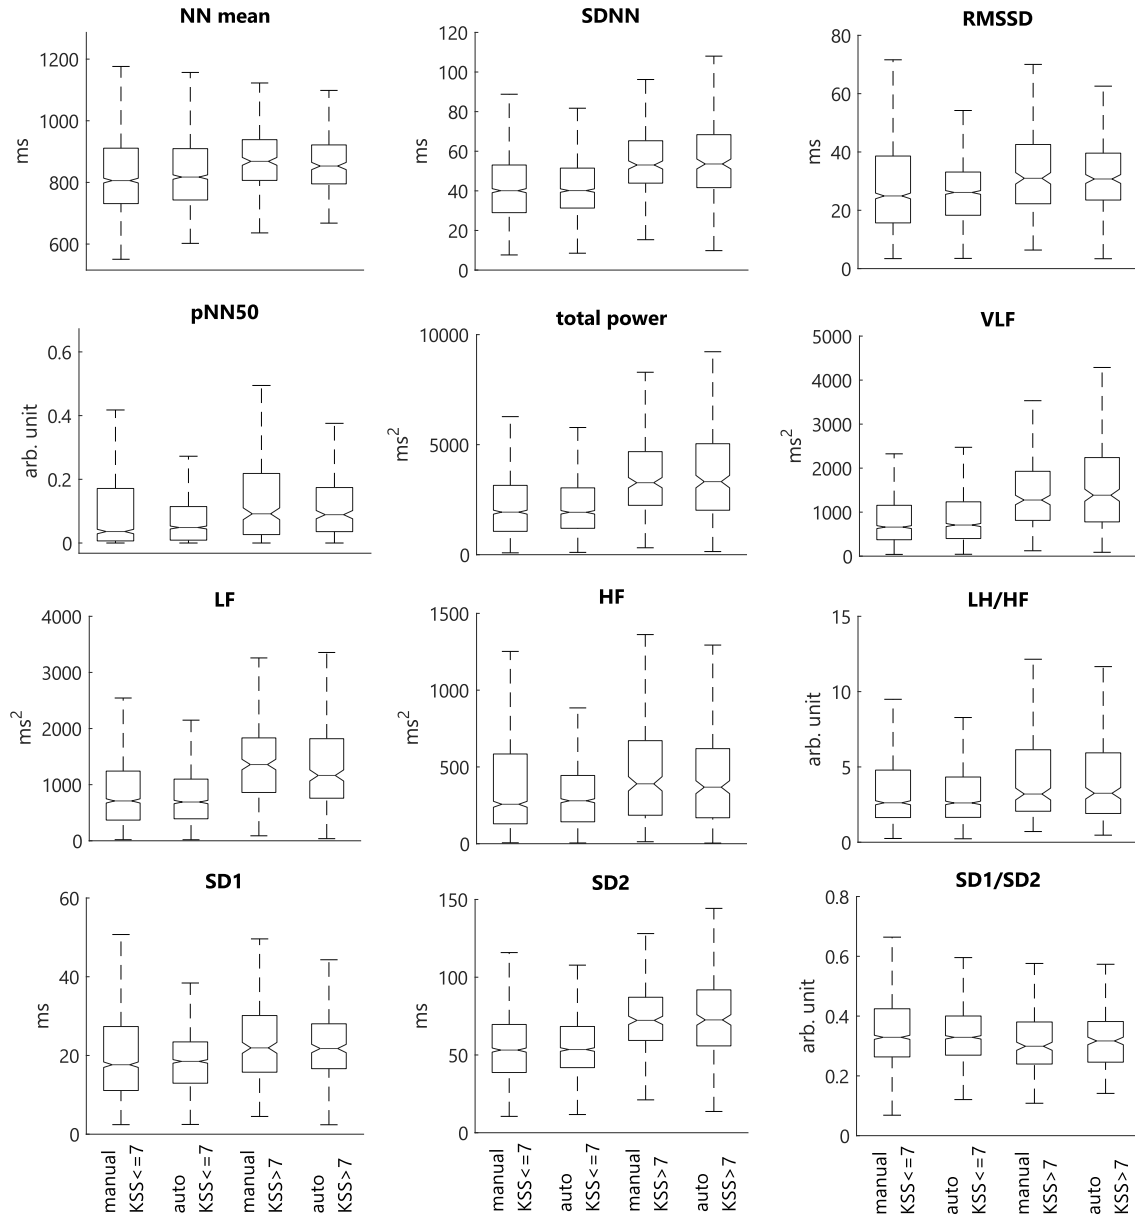 NN mean
1200
1000
800
600
ms
SDNN
120
100
80
60
40
20
0
ms
RMSSD
80
60
40
20
0
ms
pNN50
0.6
0.4
0.2
0
arb. unit
total power
10000
5000
0
ms²
VLF
5000
4000
3000
2000
1000
0
ms²
LF
4000
3000
2000
1000
0
ms²
HF
1500
1000
500
0
ms²
LH/HF
15
10
5
0
arb. unit
SD1
60
40
20
0
ms
manual
KSS<=7
auto
KSS<=7
manual
KSS>7
auto
KSS>7
SD2
150
100
50
0
ms
manual
KSS<=7
auto
KSS<=7
manual
KSS>7
auto
KSS>7
SD1/SD2
0.8
0.6
0.4
0.2
0
arb. unit
manual
KSS<=7
auto
KSS<=7
manual
KSS>7
auto
KSS>7